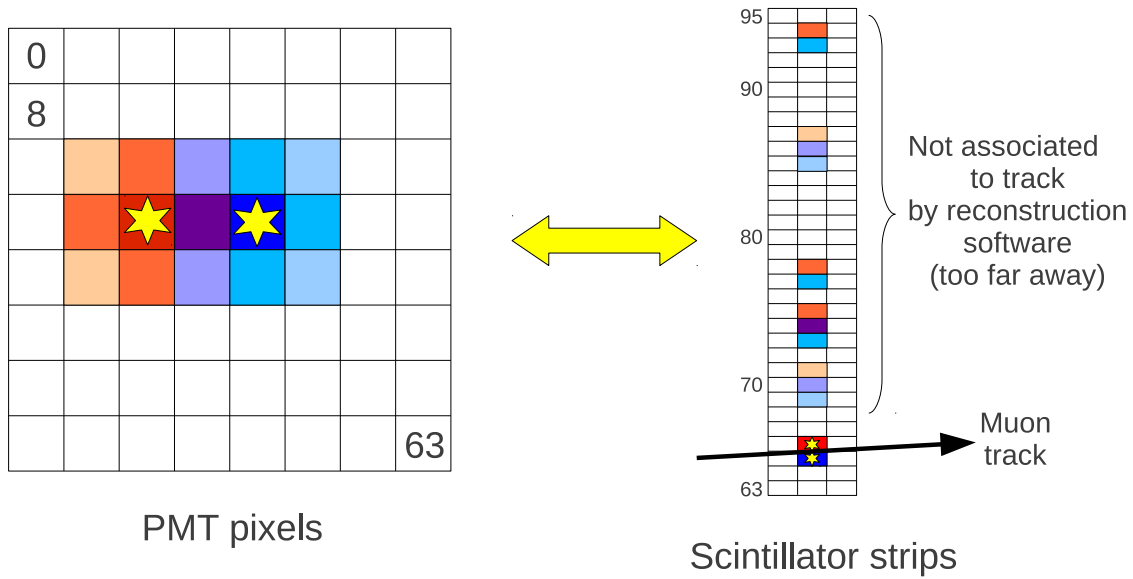 0
8
63
PMT pixels
95
90
80
70
63
Not associated
to track
by reconstruction
software
(too far away)
Muon
track
Scintillator strips